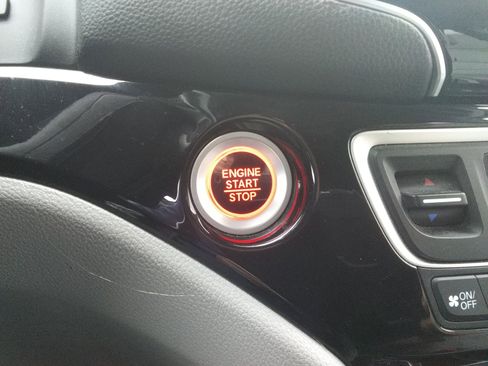 ENGINE
START
STOP
ON/
OFF